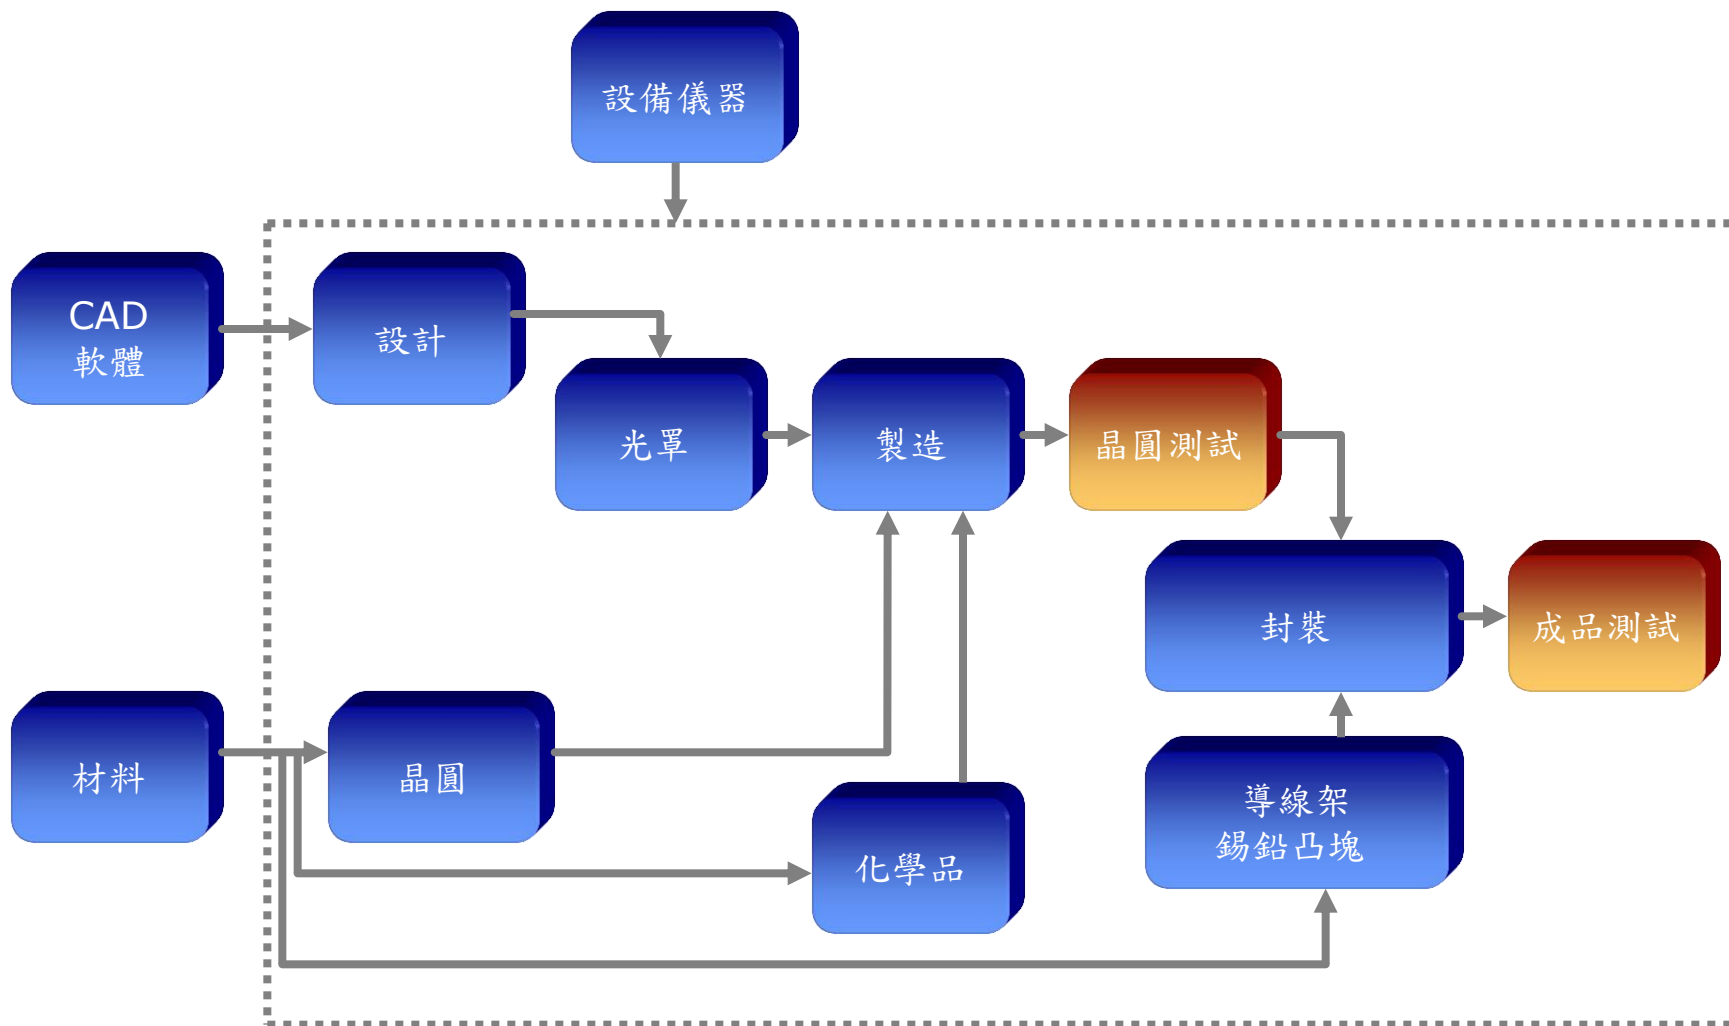 設備儀器
CAD
軟體
設計
光罩
製造
晶圓測試
封裝
成品測試
材料
晶圓
化學品
導線架
錫鉛凸塊